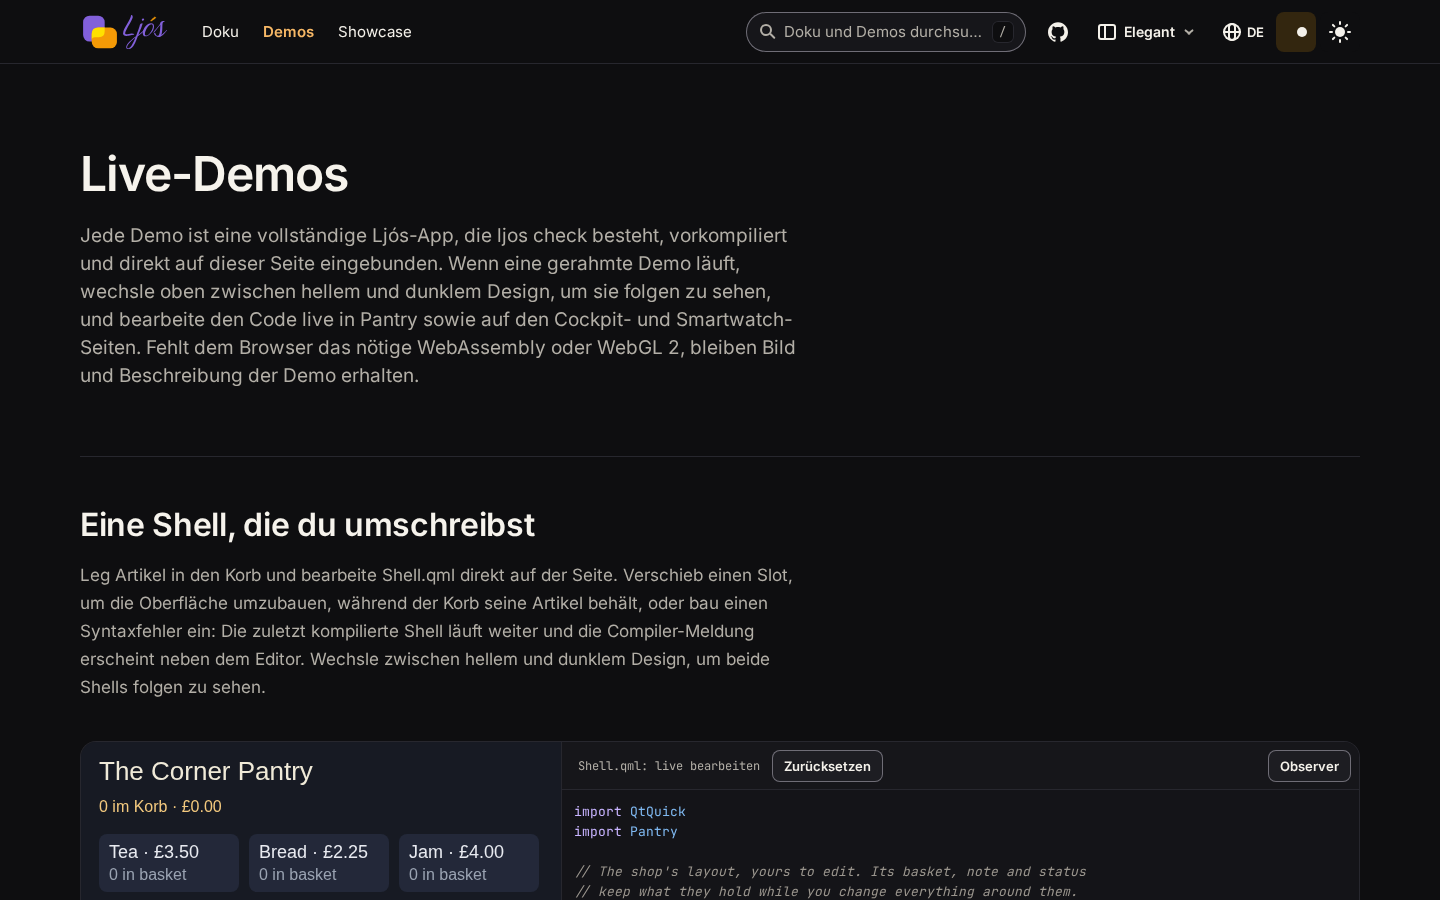 Ljós
Doku
Demos
Showcase
Doku und Demos durchsu...
/
Elegant
DE
Live-Demos
Jede Demo ist eine vollständige Ljós-App, die ljos check besteht, vorkompiliert
und direkt auf dieser Seite eingebunden. Wenn eine gerahmte Demo läuft,
wechsle oben zwischen hellem und dunklem Design, um sie folgen zu sehen,
und bearbeite den Code live in Pantry sowie auf den Cockpit- und Smartwatch-
Seiten. Fehlt dem Browser das nötige WebAssembly oder WebGL 2, bleiben Bild
und Beschreibung der Demo erhalten.
Eine Shell, die du umschreibst
Leg Artikel in den Korb und bearbeite Shell.qml direkt auf der Seite. Verschieb einen Slot,
um die Oberfläche umzubauen, während der Korb seine Artikel behält, oder bau einen
Syntaxfehler ein: Die zuletzt kompilierte Shell läuft weiter und die Compiler-Meldung
erscheint neben dem Editor. Wechsle zwischen hellem und dunklem Design, um beide
Shells folgen zu sehen.
The Corner Pantry
0 im Korb · £0.00
Tea · £3.50
0 in basket
Bread · £2.25
0 in basket
Jam · £4.00
0 in basket
Shell.qml: live bearbeiten
Zurücksetzen
Observer
import QtQuick
import Pantry
// The shop's layout, yours to edit. Its basket, note and status
// keep what they hold while you change everything around them.